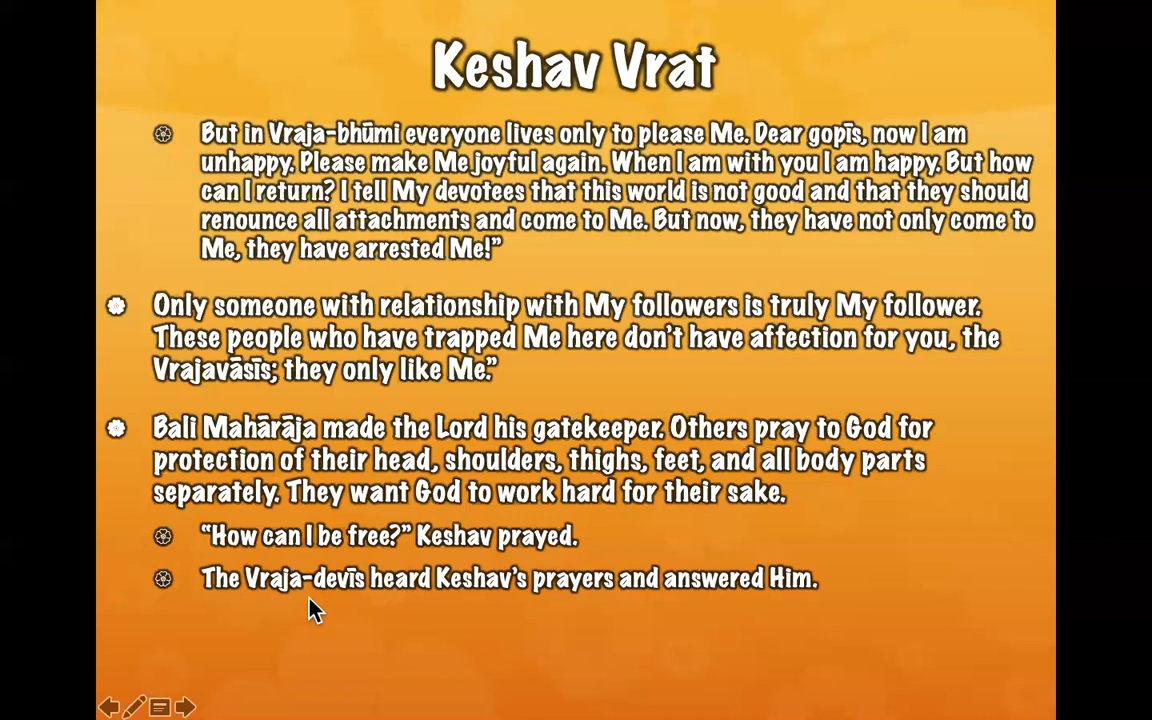 Keshav Vrat
But in Vraja-bhūmi everyone lives only to please Me. Dear gopīs, now I am
unhappy. Please make Me joyful again. When I am with you I am happy. But how
can I return? I tell My devotees that this world is not good and that they should
renounce all attachments and come to Me. But now, they have not only come to
Me, they have arrested Me!”
Only someone with relationship with My followers is truly My follower.
These people who have trapped Me here don’t have affection for you, the
Vrajavāsīs; they only like Me.”
Bali Mahārāja made the Lord his gatekeeper. Others pray to God for
protection of their head, shoulders, thighs, feet, and all body parts
separately. They want God to work hard for their sake.
“How can I be free?” Keshav prayed.
The Vraja-devīs heard Keshav’s prayers and answered Him.